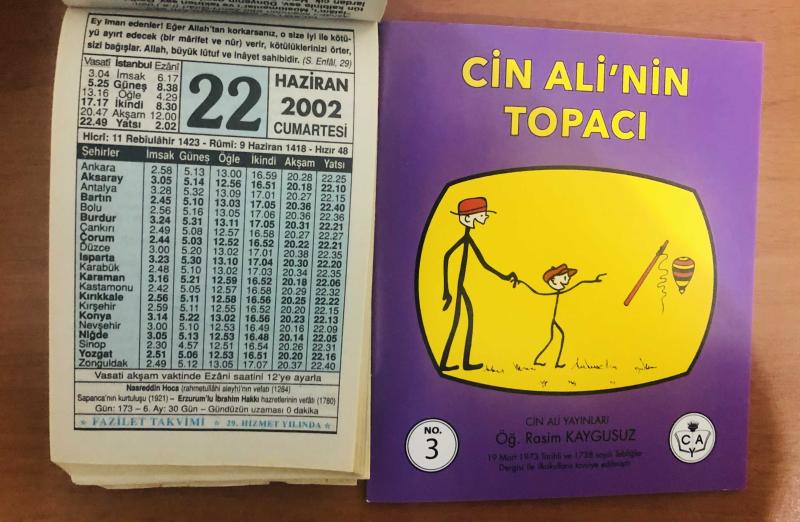 Ey iman edenler! Eğer Allah'tan korkarsanız, o size iyi ile kötü-
yü ayırt edecek (bir mârifet ve nûr) verir, kötülüklerinizi örter,
sizi bağışlar. Allah, büyük lûtuf ve inâyet sahibidir. (S. Enfâl, 29)
Vasatî İstanbul Ezânî
3.04 İmsak 6.17
5.25 Güneş 8.38
13.16 Öğle 4.29
17.17 İkindi 8.30
20.47 Akşam 12.00
22.49 Yatsı 2.02
22
HAZİRAN
2002
CUMARTESİ
Hicrî: 11 Rebîulâhir 1423 - Rûmî: 9 Haziran 1418 - Hızır 48
Şehirler İmsak Güneş Öğle İkindi Akşam Yatsı
Ankara 2.58 5.13 13.00 16.59 20.28 22.25
Aksaray 3.05 5.14 12.56 16.51 20.18 22.10
Antalya 3.28 5.32 13.09 17.01 20.27 22.15
Bartın 2.45 5.10 13.03 17.05 20.36 22.40
Bolu 2.56 5.16 13.05 17.06 20.36 22.36
Burdur 3.24 5.31 13.11 17.05 20.31 22.21
Çankırı 2.49 5.08 12.57 16.58 20.27 22.27
Çorum 2.44 5.03 12.52 16.52 20.22 22.21
Düzce 3.00 5.20 13.02 17.01 20.38 22.35
Isparta 3.23 5.30 13.10 17.04 20.30 22.20
Karabük 2.48 5.10 13.02 17.03 20.34 22.35
Karaman 3.16 5.21 12.59 16.52 20.18 22.06
Kastamonu 2.42 5.05 12.57 16.58 20.29 22.32
Kırıkkale 2.56 5.11 12.58 16.56 20.25 22.22
Kırşehir 2.59 5.11 12.55 16.52 20.20 22.15
Konya 3.14 5.22 13.02 16.56 20.23 22.13
Nevşehir 3.00 5.10 12.53 16.49 20.16 22.09
Niğde 3.05 5.13 12.53 16.48 20.14 22.05
Sinop 2.30 4.57 12.51 16.54 20.26 22.31
Yozgat 2.51 5.06 12.53 16.51 20.20 22.16
Zonguldak 2.49 5.12 13.05 17.07 20.37 22.40
Vasati akşam vaktinde Ezânî saatini 12'ye ayarla
Nasreddin Hoca (rahmetullâhi aleyh)'nın vefatı (1284)
Sapanca'nın kurtuluşu (1921) – Erzurum'lu İbrahim Hakkı hazretlerinin vefâtı (1780)
Gün: 173 – 6. Ay: 30 Gün – Gündüzün uzaması 0 dakika
FAZİLET TAKVİMİ ★ 29. HİZMET YILINDA ★
CİN ALİ'NİN
TOPACI
NO.
3
CİN ALİ YAYINLARI
Öğ. Rasim KAYGUSUZ
19 Mart 1973 Tarihli ve 1738 sayılı Tebliğler
Dergisi ile ilkokullara tavsiye edilmiştir.
C A
Y